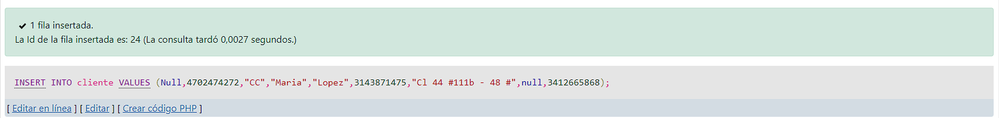 1 fila insertada.
La Id de la fila insertada es: 24 (La consulta tardó 0,0027 segundos.)
INSERT INTO cliente VALUES (Null,4702474272,"CC","Maria","Lopez",3143871475,"Cl 44 #111b - 48 #",null,3412665868);
[ Editar en línea ] [ Editar ] [ Crear código PHP ]